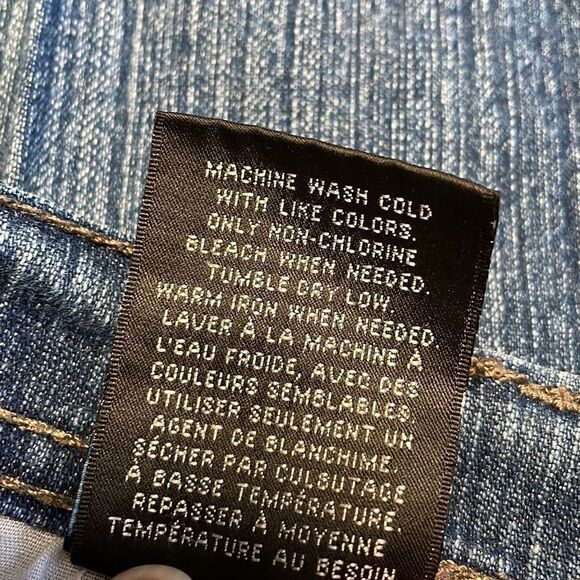 MACHINE WASH COLD
WITH LIKE COLORS.
ONLY NON-CHLORINE
BLEACH WHEN NEEDED.
TUMBLE DRY LOW.
WARM IRON WHEN NEEDED.
LAVER À LA MACHINE À
L'EAU FROIDE, AVEC DES
COULEURS SEMBLABLES.
UTILISER SEULEMENT UN
AGENT DE BLANCHIME.
SÉCHER PAR CULBUTAGE
À BASSE TEMPÉRATURE.
REPASSER À MOYENNE
TEMPÉRATURE AU BESOIN